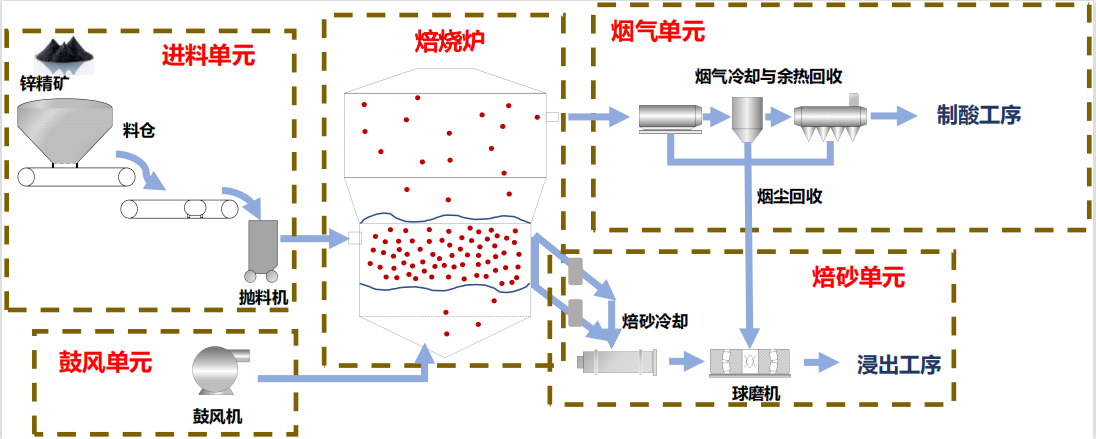 进料单元
锌精矿
料仓
抛料机
鼓风单元
鼓风机
焙烧炉
烟气单元
烟气冷却与余热回收
制酸工序
烟尘回收
焙砂单元
焙砂冷却
球磨机
浸出工序